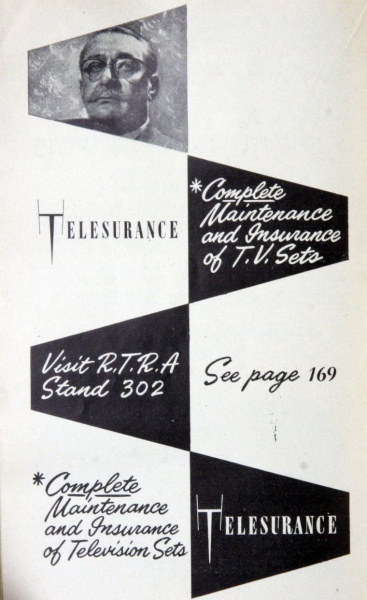 TELESURANCE
*Complete
Maintenance
and Insurance
of T.V. Sets
Visit R.T.R.A
Stand 302
See page 169
*Complete
Maintenance
and Insurance
of Television Sets
TELESURANCE